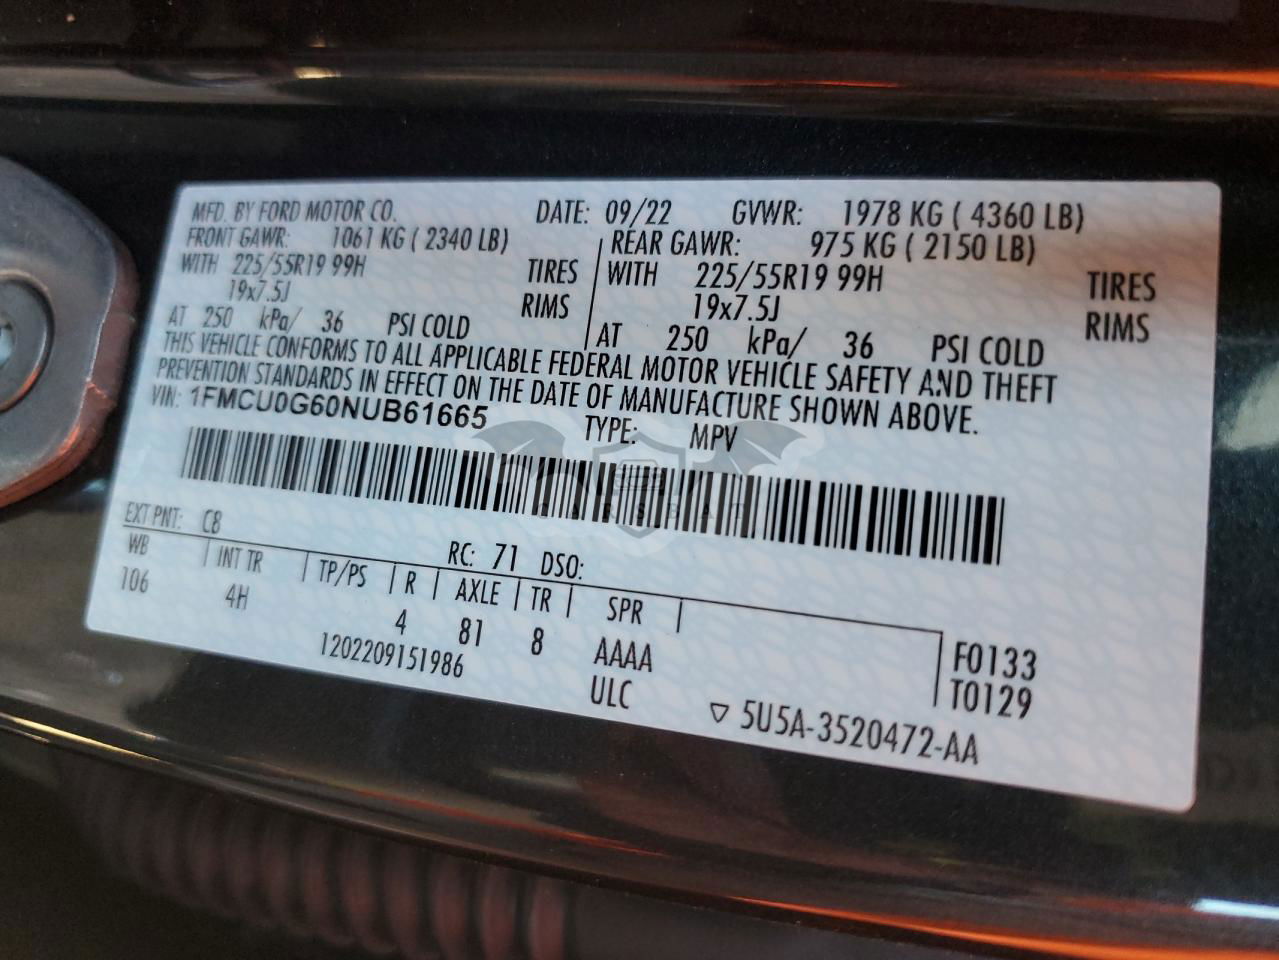 MFD. BY FORD MOTOR CO. DATE: 09/22 GVWR: 1978 KG ( 4360 LB)
FRONT GAWR: 1061 KG ( 2340 LB) REAR GAWR: 975 KG ( 2150 LB)
WITH 225/55R19 99H TIRES WITH 225/55R19 99H TIRES
19x7.5J RIMS 19x7.5J RIMS
AT 250 kPa/ 36 PSI COLD AT 250 kPa/ 36 PSI COLD
THIS VEHICLE CONFORMS TO ALL APPLICABLE FEDERAL MOTOR VEHICLE SAFETY AND THEFT
PREVENTION STANDARDS IN EFFECT ON THE DATE OF MANUFACTURE SHOWN ABOVE.
VIN: 1FMCU0G60NUB61665 TYPE: MPV
CARSBAT
EXT PNT: C8 RC: 71 DSO:
WB INT TR TP/PS R AXLE TR SPR
106 4H 4 81 8 AAAA F0133
1202209151986 ULC T0129
▽ 5U5A-3520472-AA